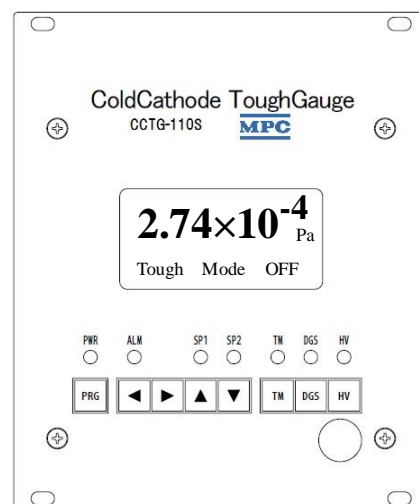 ColdCathode ToughGauge
CCTG-110S MPC
2.74×10⁻⁴ Pa
Tough Mode OFF
PWR ALM SP1 SP2 TM DGS HV
PRG ◀ ▶ ▲ ▼ TM DGS HV